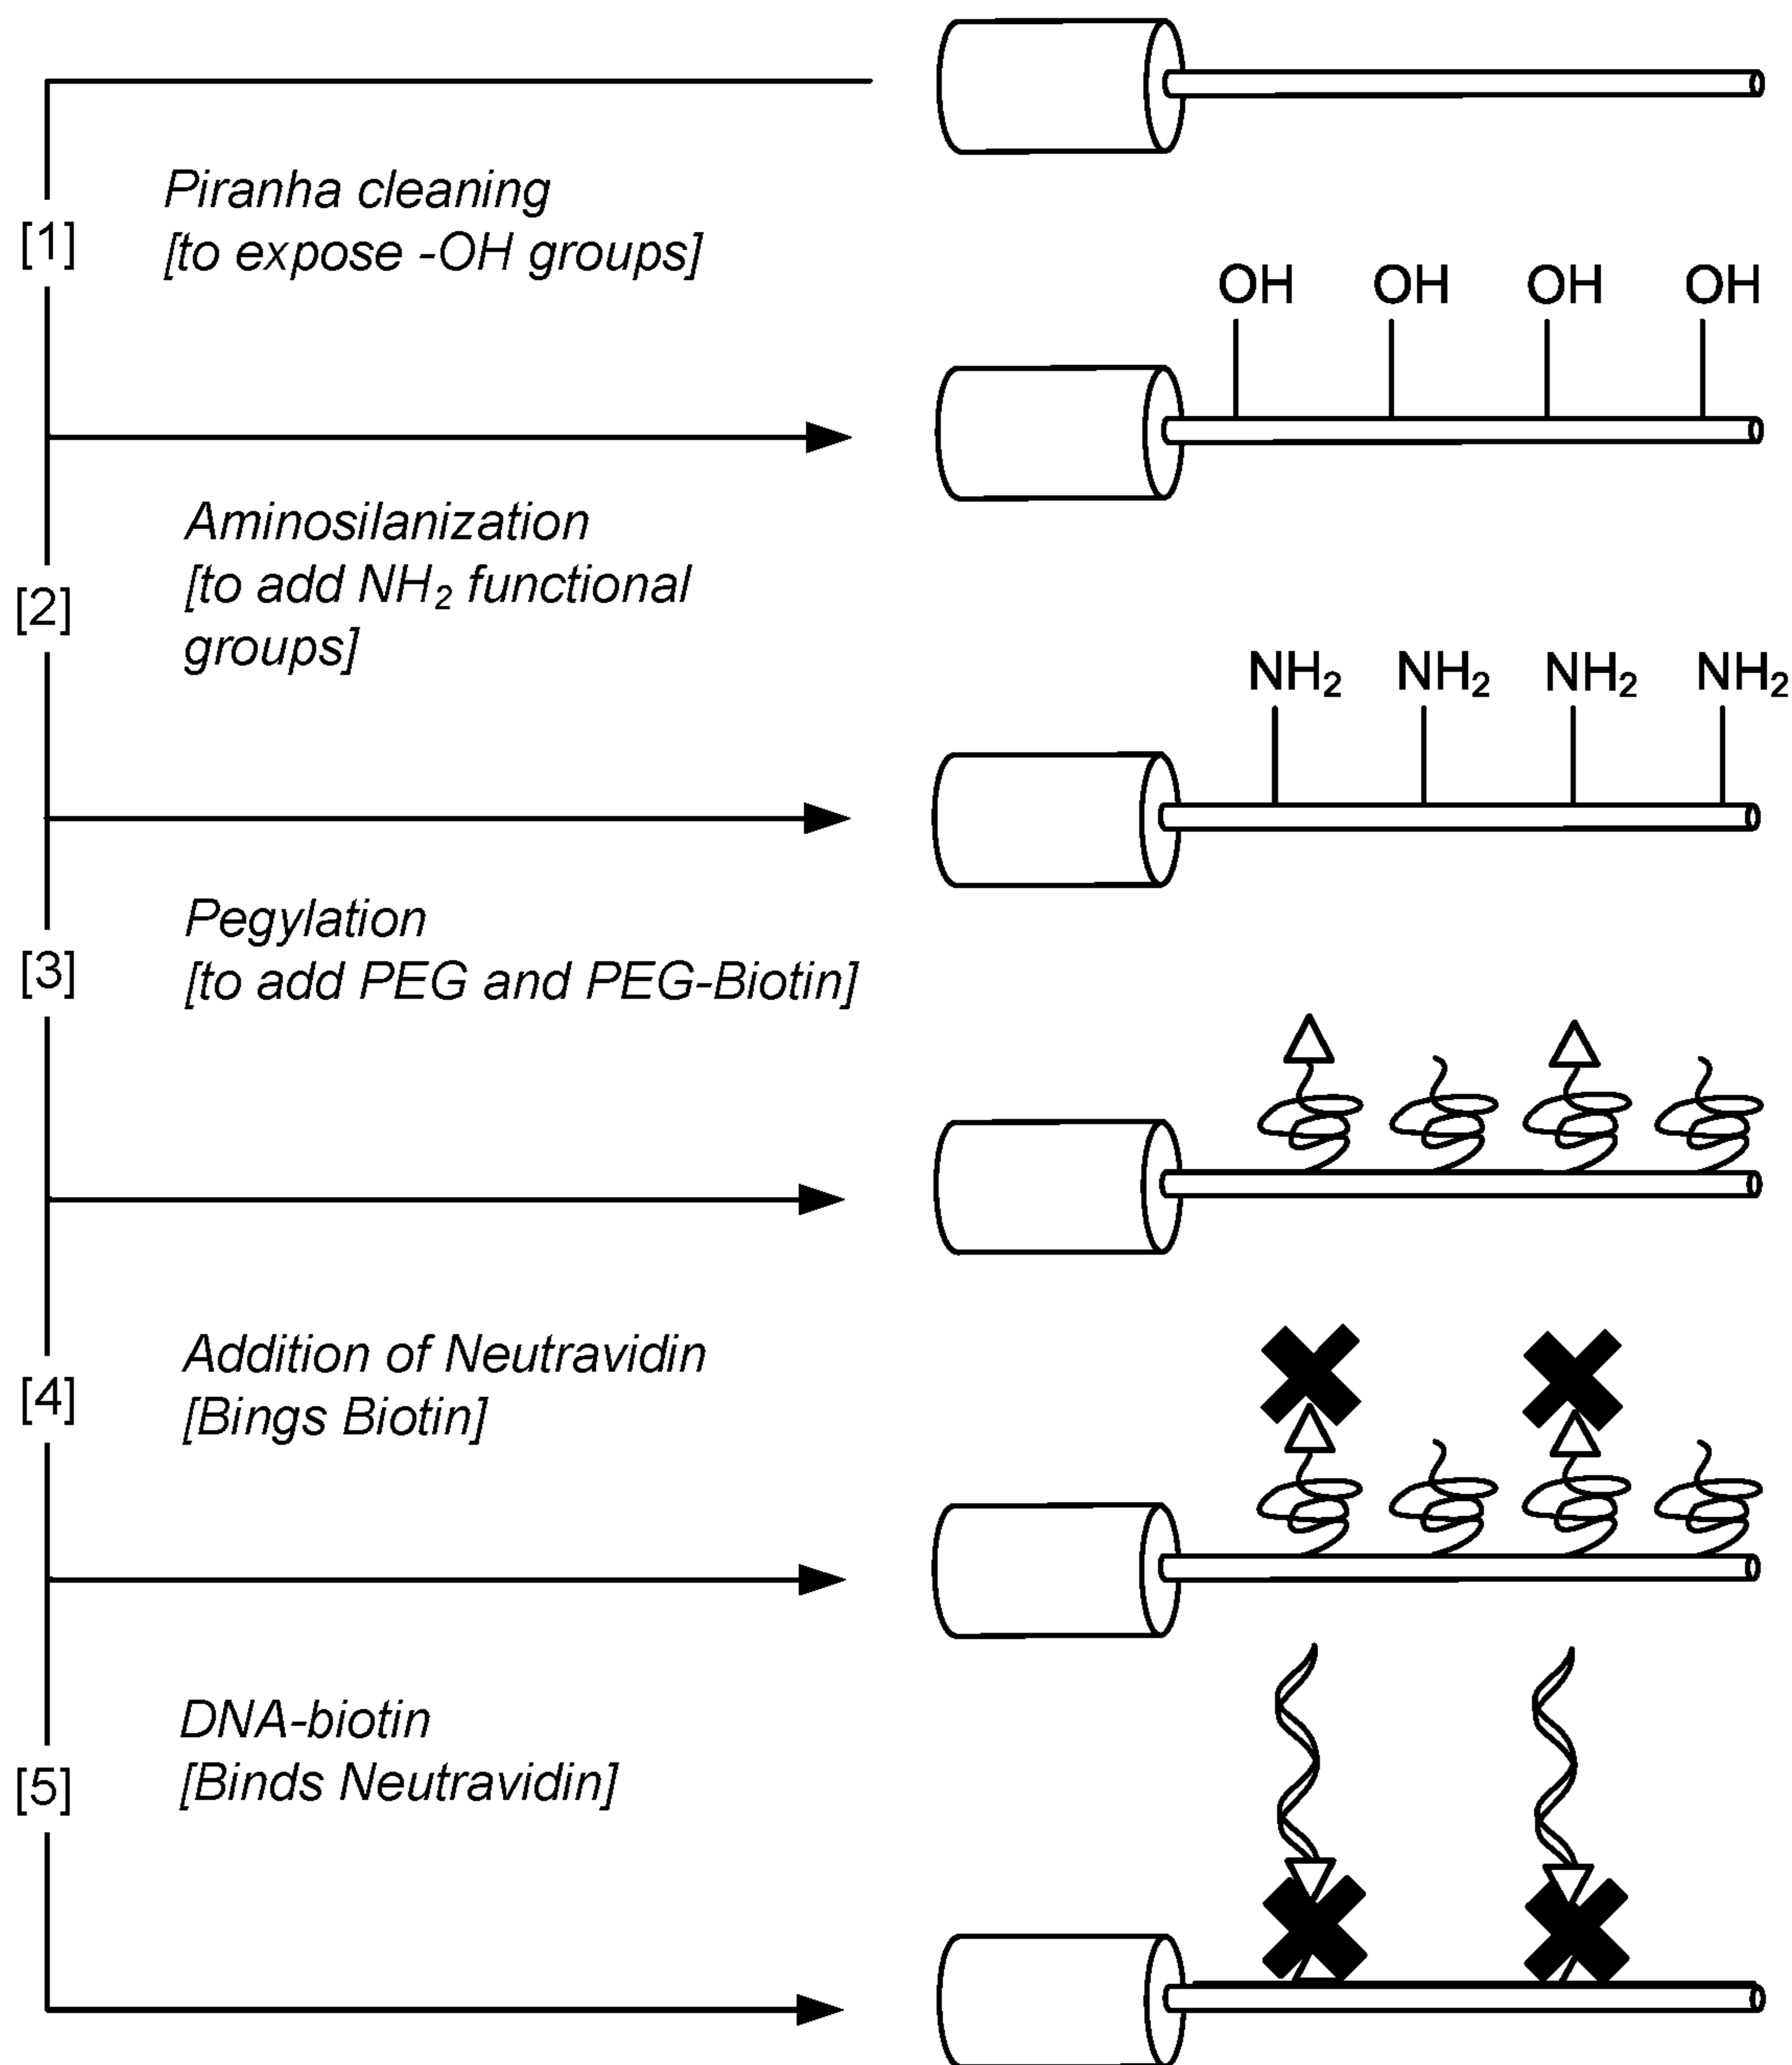 Piranha cleaning
[1]
[to expose -OH groups]
OH OH OH OH
Aminosilanization
[to add NH₂ functional
[2]
groups]
NH₂ NH₂ NH₂ NH₂
Pegylation
[3]
[to add PEG and PEG-Biotin]
Addition of Neutravidin
[4]
[Bings Biotin]
DNA-biotin
[5]
[Binds Neutravidin]